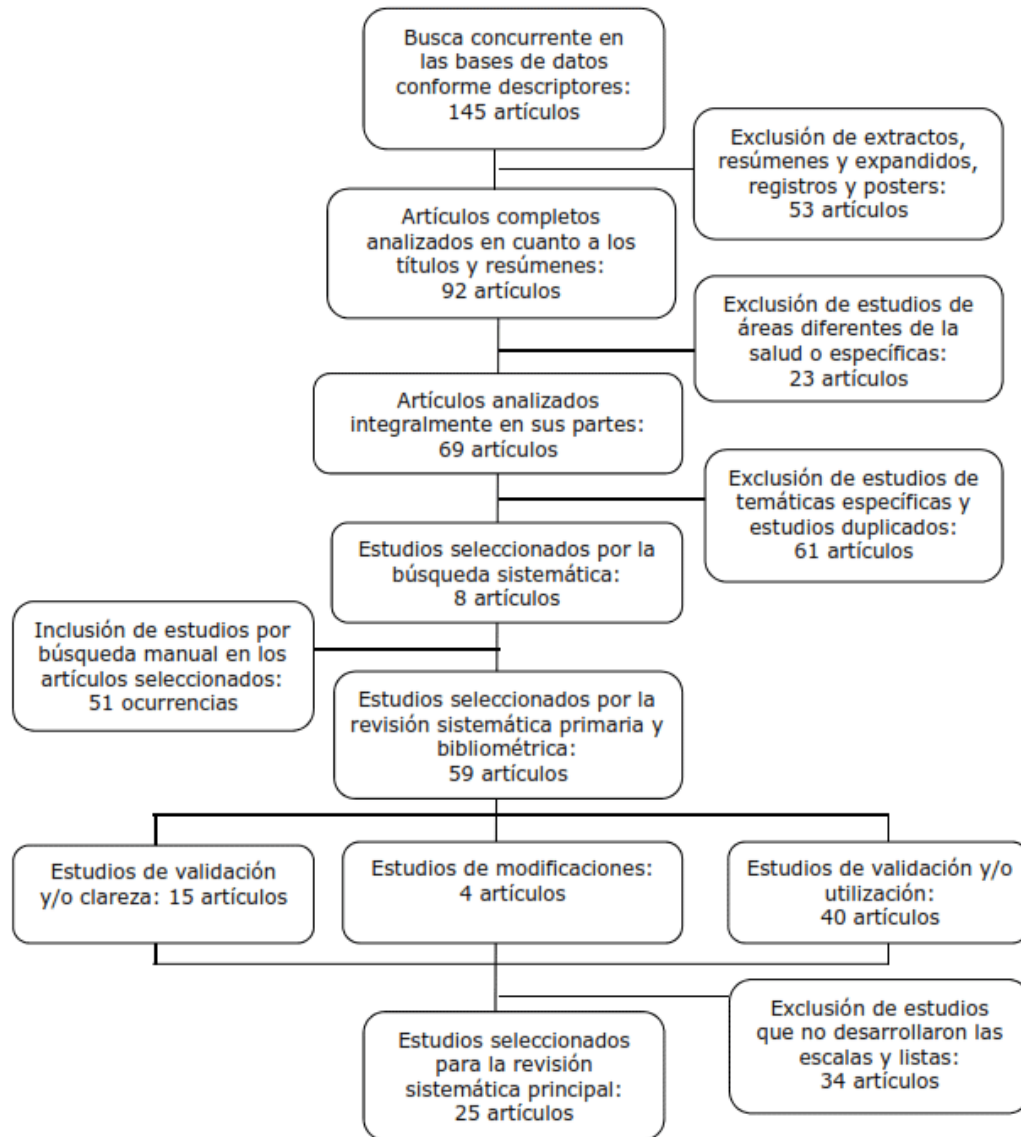 Busca concurrente en
las bases de datos
conforme descriptores:
145 artículos
Exclusión de extractos,
resúmenes y expandidos,
registros y posters:
53 artículos
Artículos completos
analizados en cuanto a los
títulos y resúmenes:
92 artículos
Exclusión de estudios de
áreas diferentes de la
salud o específicas:
23 artículos
Artículos analizados
integralmente en sus partes:
69 artículos
Exclusión de estudios de
temáticas específicas y
estudios duplicados:
61 artículos
Estudios seleccionados por la
búsqueda sistemática:
8 artículos
Inclusión de estudios por
búsqueda manual en los
artículos seleccionados:
51 ocurrencias
Estudios seleccionados por la
revisión sistemática primaria y
bibliométrica:
59 artículos
Estudios de validación
y/o clareza: 15 artículos
Estudios de modificaciones:
4 artículos
Estudios de validación y/o
utilización:
40 artículos
Exclusión de estudios
que no desarrollaron las
escalas y listas:
34 artículos
Estudios seleccionados
para la revisión
sistemática principal:
25 artículos